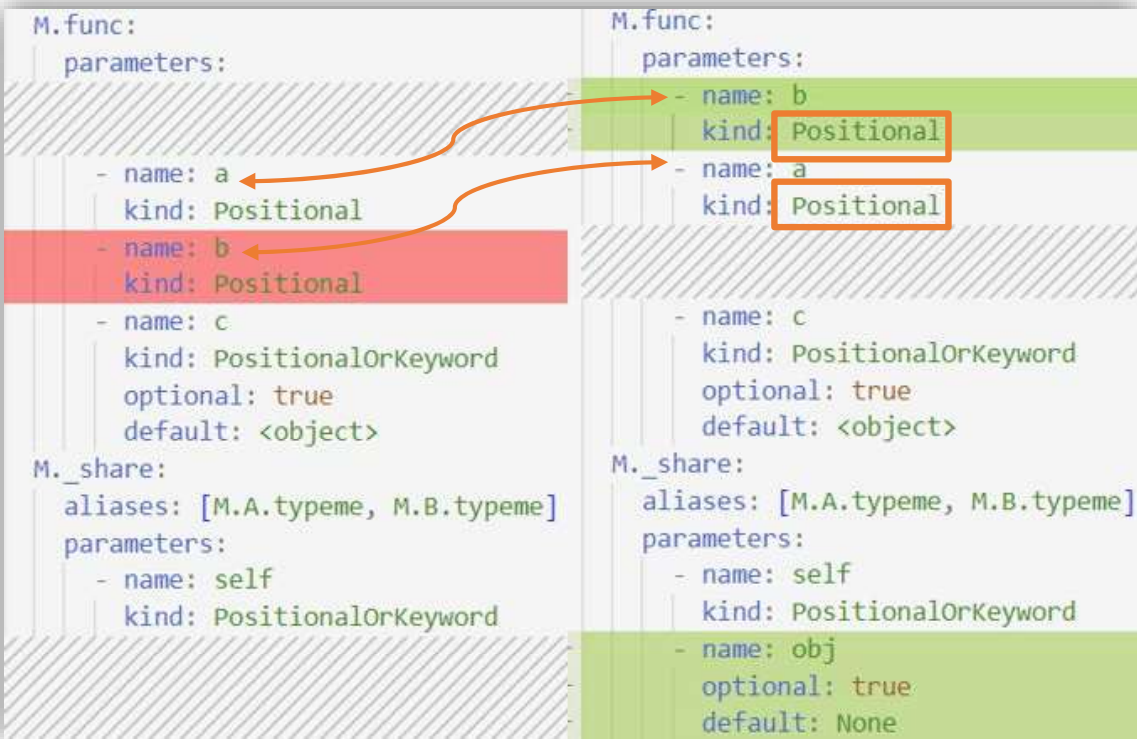 M.func:
parameters:
- name: a
kind: Positional
- name: b
kind: Positional
- name: c
kind: PositionalOrKeyword
optional: true
default: <object>
M._share:
aliases: [M.A.typeme, M.B.typeme]
parameters:
- name: self
kind: PositionalOrKeyword
M.func:
parameters:
- name: b
kind: Positional
- name: a
kind: Positional
- name: c
kind: PositionalOrKeyword
optional: true
default: <object>
M._share:
aliases: [M.A.typeme, M.B.typeme]
parameters:
- name: self
kind: PositionalOrKeyword
- name: obj
optional: true
default: None